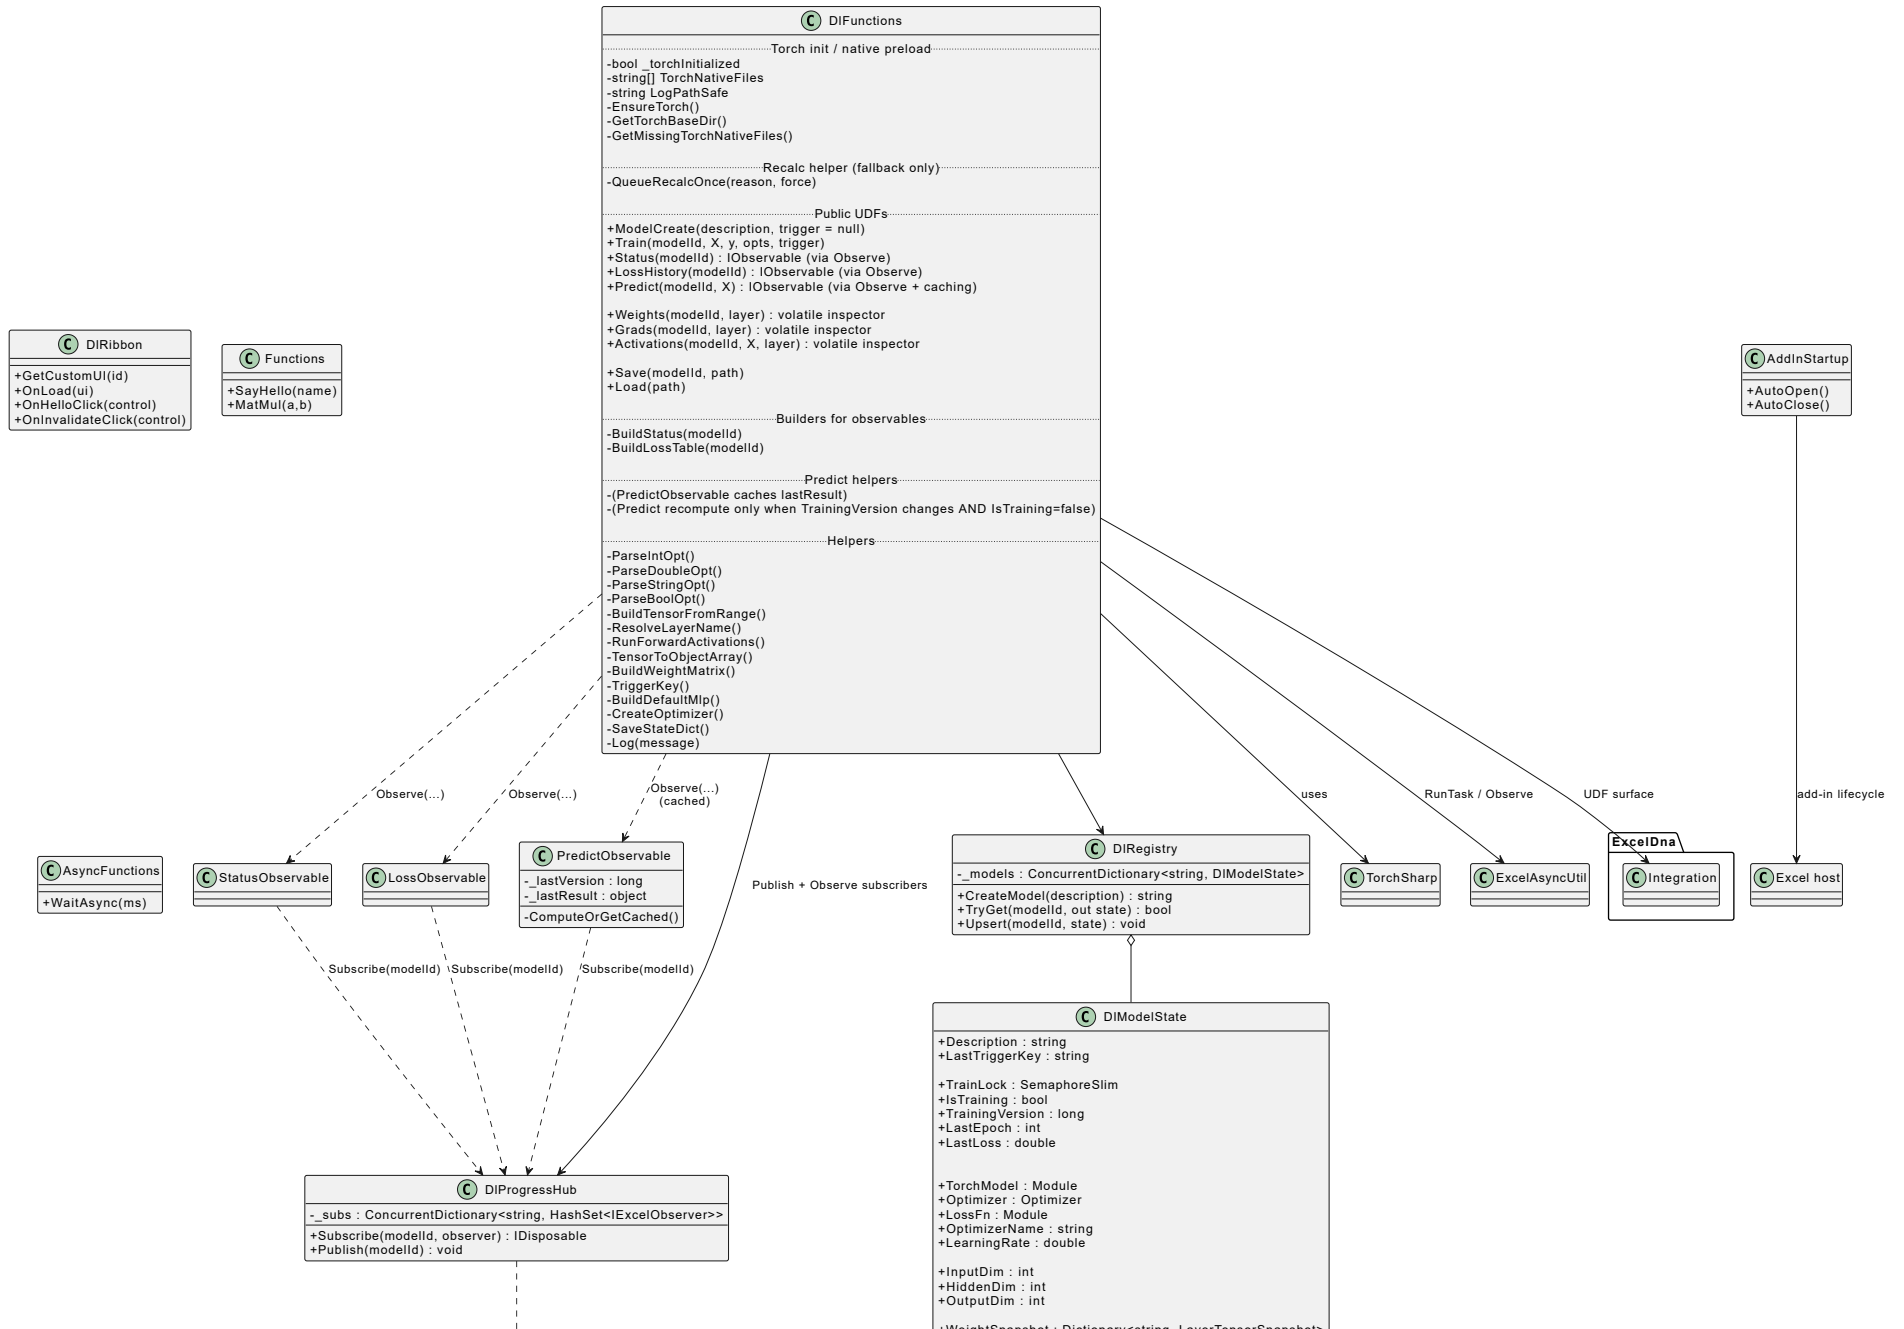 C DlFunctions
Torch init / native preload
-bool _torchInitialized
-string[] TorchNativeFiles
-string LogPathSafe
-EnsureTorch()
-GetTorchBaseDir()
-GetMissingTorchNativeFiles()
Recalc helper (fallback only)
-QueueRecalcOnce(reason, force)
Public UDFs
+ModelCreate(description, trigger = null)
+Train(modelId, X, y, opts, trigger)
+Status(modelId) : IObservable (via Observe)
+LossHistory(modelId) : IObservable (via Observe)
+Predict(modelId, X) : IObservable (via Observe + caching)
+Weights(modelId, layer) : volatile inspector
+Grads(modelId, layer) : volatile inspector
+Activations(modelId, X, layer) : volatile inspector
+Save(modelId, path)
+Load(path)
Builders for observables
-BuildStatus(modelId)
-BuildLossTable(modelId)
Predict helpers
-(PredictObservable caches lastResult)
-(Predict recompute only when TrainingVersion changes AND IsTraining=false)
Helpers
-ParseIntOpt()
-ParseDoubleOpt()
-ParseStringOpt()
-ParseBoolOpt()
-BuildTensorFromRange()
-ResolveLayerName()
-RunForwardActivations()
-TensorToObjectArray()
-BuildWeightMatrix()
-TriggerKey()
-BuildDefaultMlp()
-CreateOptimizer()
-SaveStateDict()
-Log(message)
C DlRibbon
+GetCustomUI(id)
+OnLoad(ui)
+OnHelloClick(control)
+OnInvalidateClick(control)
C Functions
+SayHello(name)
+MatMul(a,b)
C AddInStartup
+AutoOpen()
+AutoClose()
Observe(...)
Observe(...)
Observe(...)
(cached)
uses
RunTask / Observe
UDF surface
add-in lifecycle
C AsyncFunctions
+WaitAsync(ms)
C StatusObservable
C LossObservable
C PredictObservable
-_lastVersion : long
-_lastResult : object
-ComputeOrGetCached()
Publish + Observe subscribers
C DlRegistry
-_models : ConcurrentDictionary<string, DlModelState>
+CreateModel(description) : string
+TryGet(modelId, out state) : bool
+Upsert(modelId, state) : void
C TorchSharp
C ExcelAsyncUtil
ExcelDna
C Integration
C Excel host
Subscribe(modelId)
Subscribe(modelId)
Subscribe(modelId)
C DlModelState
+Description : string
+LastTriggerKey : string
+TrainLock : SemaphoreSlim
+IsTraining : bool
+TrainingVersion : long
+LastEpoch : int
+LastLoss : double
+TorchModel : Module
+Optimizer : Optimizer
+LossFn : Module
+OptimizerName : string
+LearningRate : double
+InputDim : int
+HiddenDim : int
+OutputDim : int
+WeightSnapshot : Dictionary<string, LayerTensorSnapshot>
C DlProgressHub
-_subs : ConcurrentDictionary<string, HashSet<IExcelObserver>>
+Subscribe(modelId, observer) : IDisposable
+Publish(modelId) : void